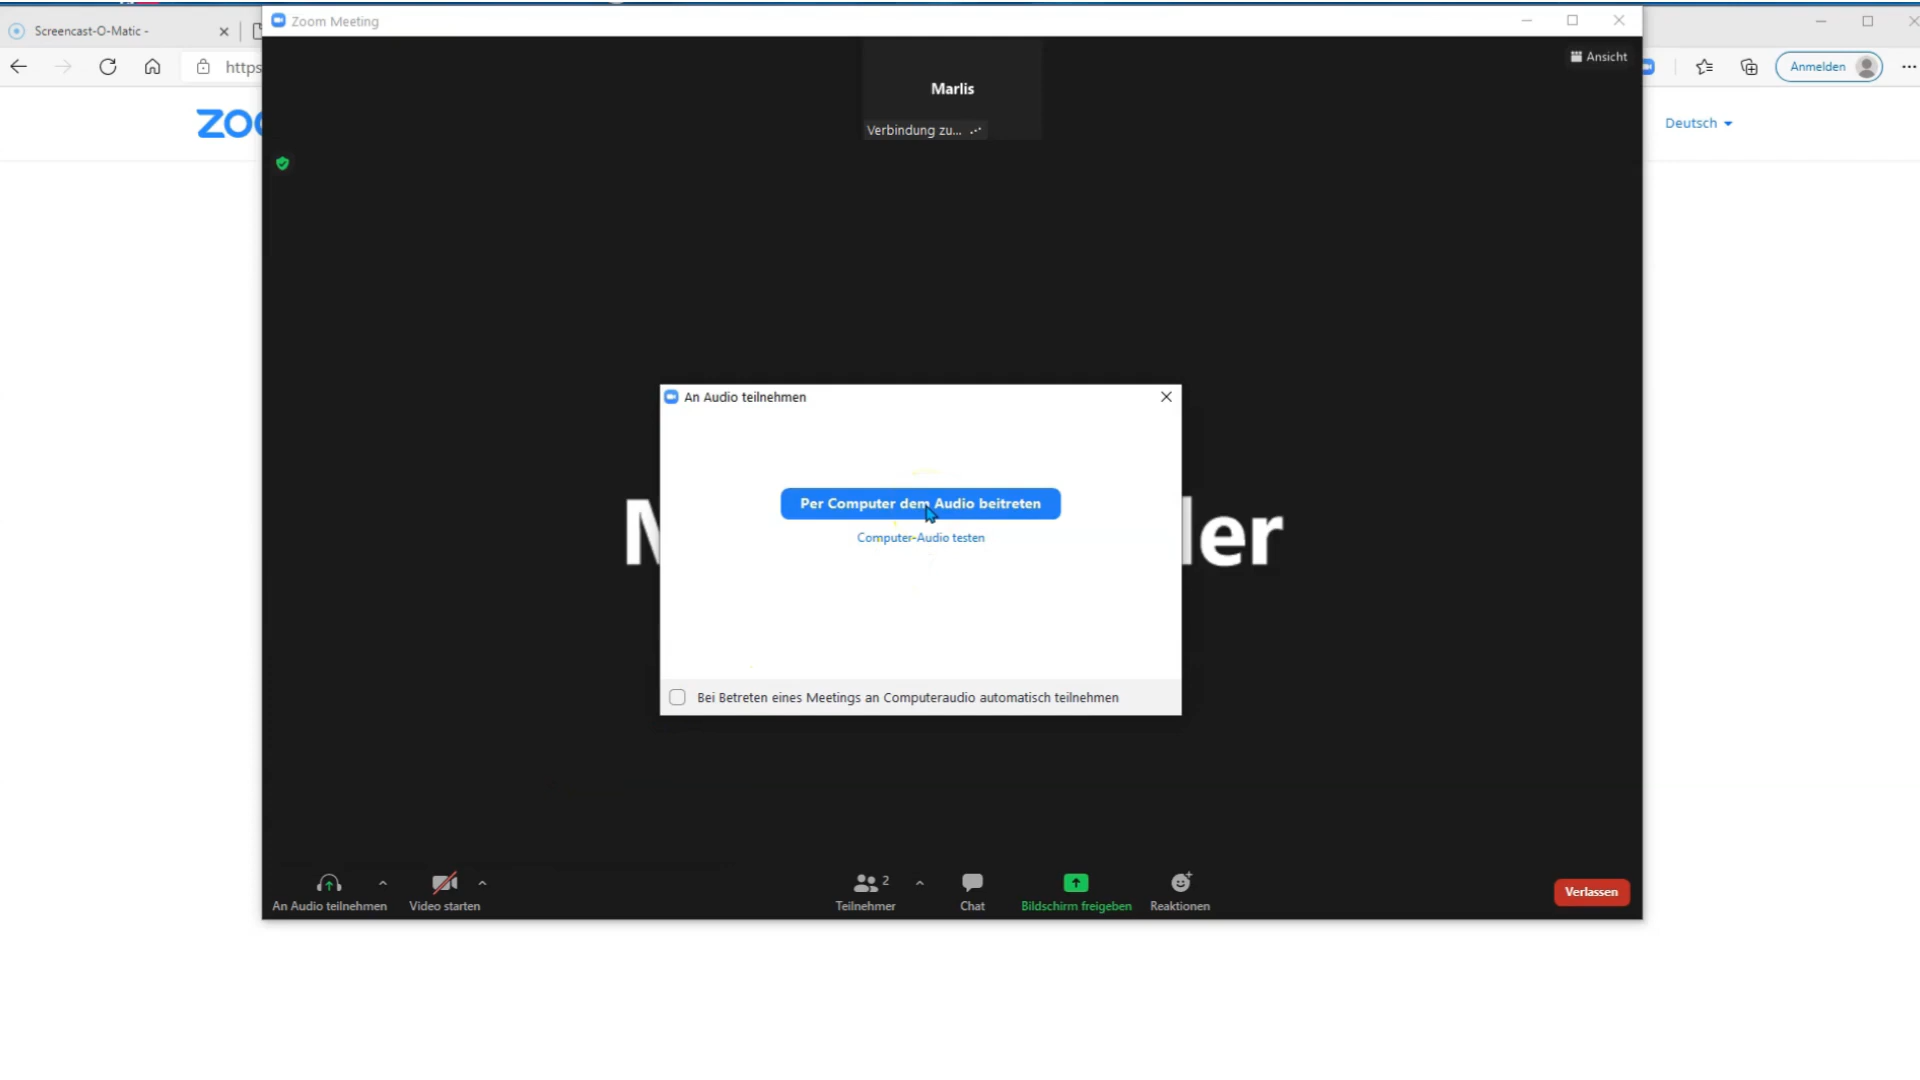 Screencast-O-Matic -
Zoom Meeting
https
Ansicht
Anmelden
Marlis
Verbindung zu...
Deutsch
An Audio teilnehmen
Per Computer dem Audio beitreten
Computer-Audio testen
ler
Bei Betreten eines Meetings an Computeraudio automatisch teilnehmen
2
An Audio teilnehmen
Video starten
Teilnehmer
Chat
Bildschirm freigeben
Reaktionen
Verlassen